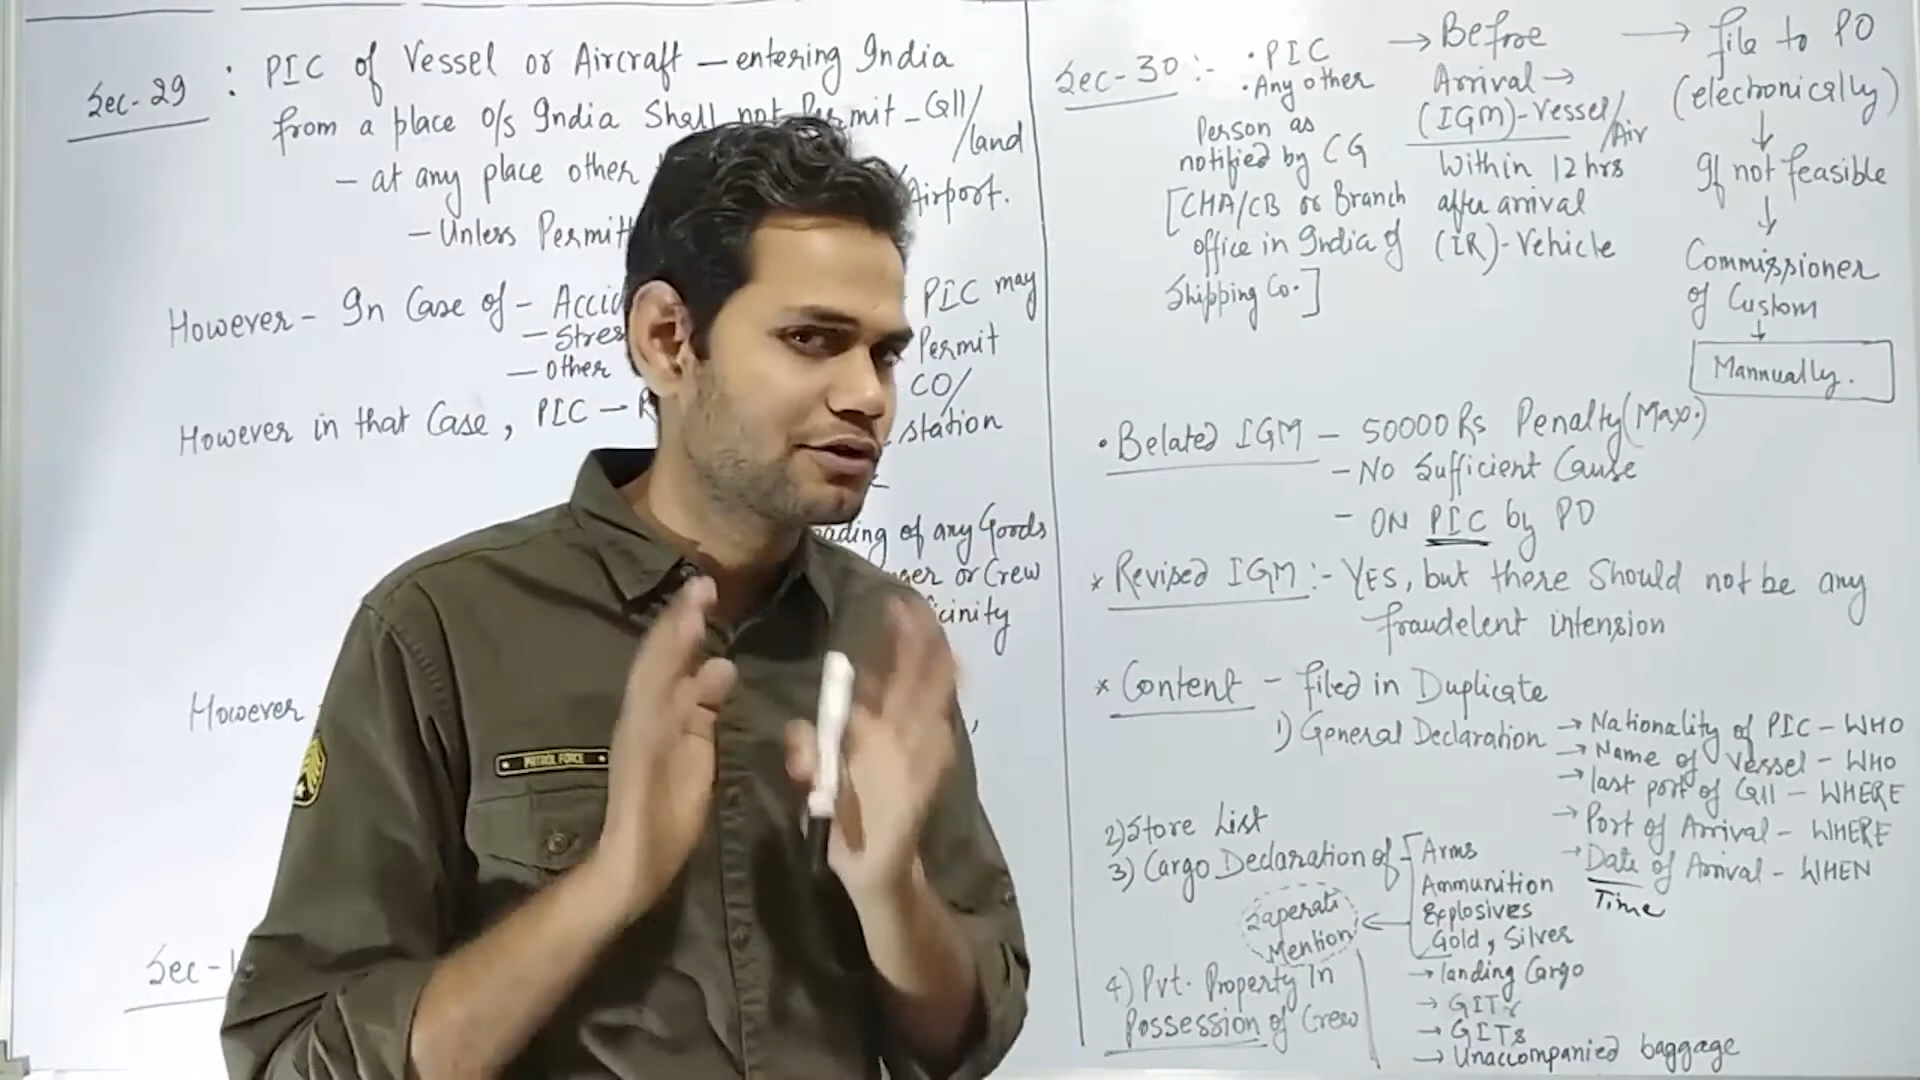 Sec-29 : PIC of Vessel or Aircraft – entering India
from a place o/s India Shall not Permit – Call/
land
– at any place other
Airport.
– Unless Permitt
However – In Case of – Accid
PIC may
– Stres
Permit
– other
CO/
However in that Case, PIC – R
station
ading of any Goods
ger or Crew
cinity
However
Sec-1
PATROL FORCE
Sec-30 :- • PIC
• Any other
Person as
notified by CG
[CHA/CB or Branch
office in India of
Shipping Co.]
→ Before
Arrival →
(IGM)-Vessel/
Air
Within 12 hrs
after arrival
(IR)-Vehicle
→ file to PO
(electronically)
↓
If not feasible
↓
Commissioner
of Custom
↓
Mannually.
• Belated IGM – 50000 Rs Penalty (Max.)
– No Sufficient Cause
– ON PIC by PO
* Revised IGM :- YES, but there Should not be any
fraudelent intension
* Content – filed in Duplicate
1) General Declaration → Nationality of PIC – WHO
→ Name of Vessel – WHO
→ last port of Call – WHERE
→ Port of Arrival – WHERE
→ Date of Arrival – WHEN
Time
2) Store List
3) Cargo Declaration of – Arms
Ammunition
Explosives
Gold, Silver
Saperati
Mention
→ landing Cargo
→ GITr
→ GITs
→ Unaccompanied baggage
4) Pvt. Property In
Possession of Crew